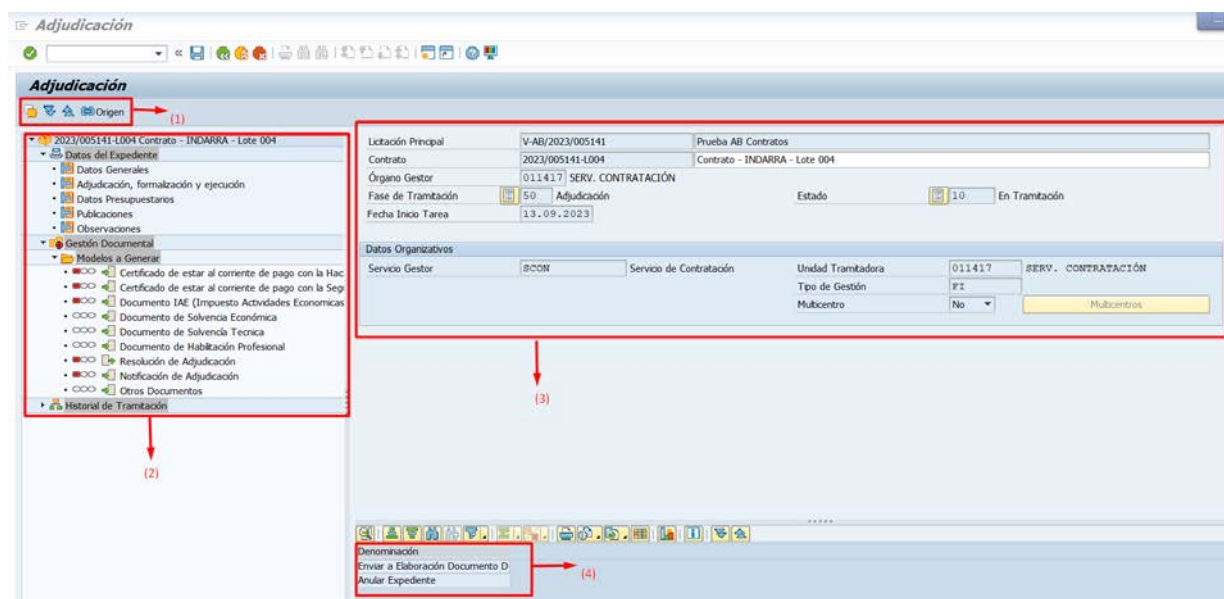 Adjudicación
Adjudicación
Origen
(1)
2023/005141-L004 Contrato - INDARRA - Lote 004
Datos del Expediente
Datos Generales
Adjudicación, formalización y ejecución
Datos Presupuestarios
Publicaciones
Observaciones
Gestión Documental
Modelos a Generar
Certificado de estar al corriente de pago con la Hac
Certificado de estar al corriente de pago con la Segu
Documento IAE (Impuesto Actividades Economicas
Documento de Solvencia Económica
Documento de Solvencia Tecnica
Documento de Habilitación Profesional
Resolución de Adjudicación
Notificación de Adjudicación
Otros Documentos
Historial de Tramitación
(2)
Licitación Principal V-AB/2023/005141 Prueba AB Contratos
Contrato 2023/005141-L004 Contrato - INDARRA - Lote 004
Órgano Gestor 011417 SERV. CONTRATACIÓN
Fase de Tramitación 50 Adjudicación Estado 10 En Tramitación
Fecha Inicio Tarea 13.09.2023
Datos Organizativos
Servicio Gestor SCON Servicio de Contratación Unidad Tramitadora 011417 SERV. CONTRATACIÓN
Tipo de Gestión FI
Multicentro No Multicentros
(3)
Denominación
Enviar a Elaboración Documento D
Anular Expediente
(4)